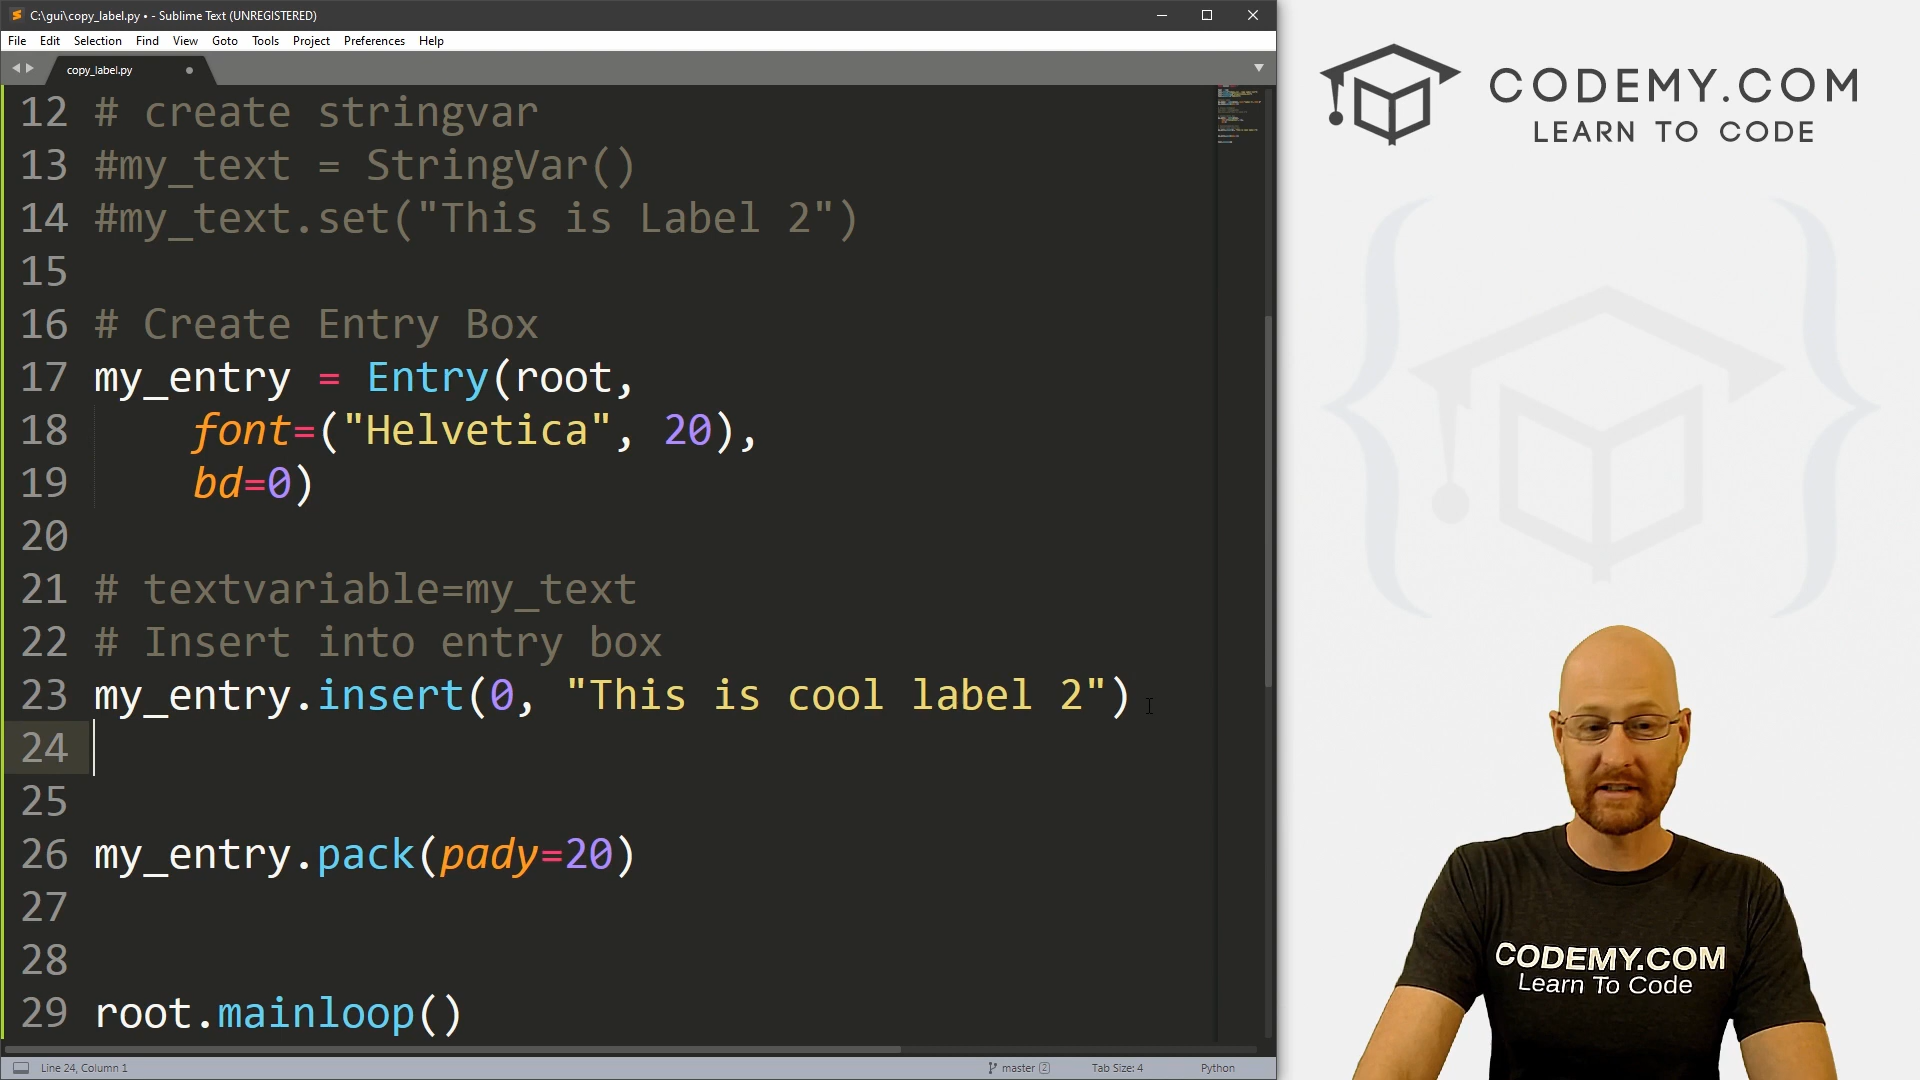 C:\gui\copy_label.py • - Sublime Text (UNREGISTERED)
File Edit Selection Find View Goto Tools Project Preferences Help
copy_label.py
12 # create stringvar
13 #my_text = StringVar()
14 #my_text.set("This is Label 2")
15
16 # Create Entry Box
17 my_entry = Entry(root,
18 font=("Helvetica", 20),
19 bd=0)
20
21 # textvariable=my_text
22 # Insert into entry box
23 my_entry.insert(0, "This is cool label 2")
24
25
26 my_entry.pack(pady=20)
27
28
29 root.mainloop()
Line 24, Column 1
master 2
Tab Size: 4
Python
CODEMY.COM
LEARN TO CODE
CODEMY.COM
Learn To Code